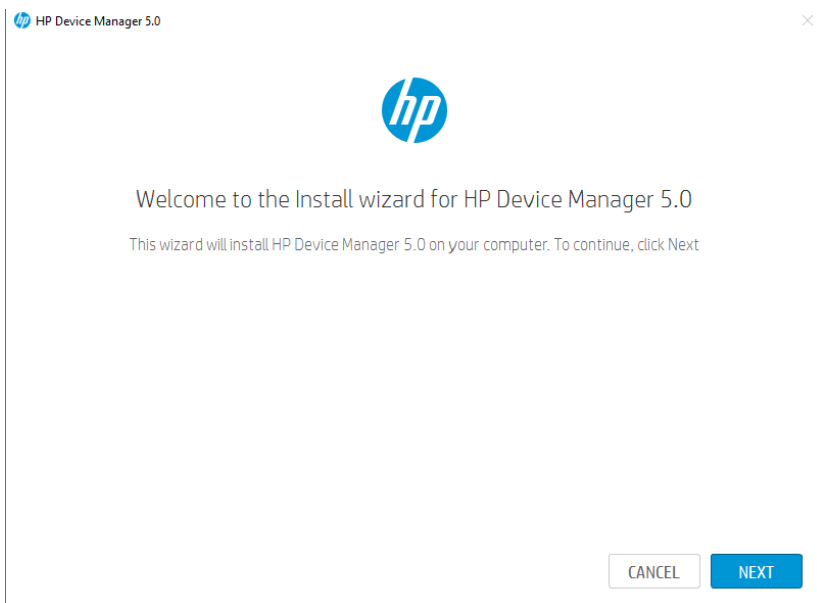 HP Device Manager 5.0
hp
Welcome to the Install wizard for HP Device Manager 5.0
This wizard will install HP Device Manager 5.0 on your computer. To continue, click Next
CANCEL NEXT